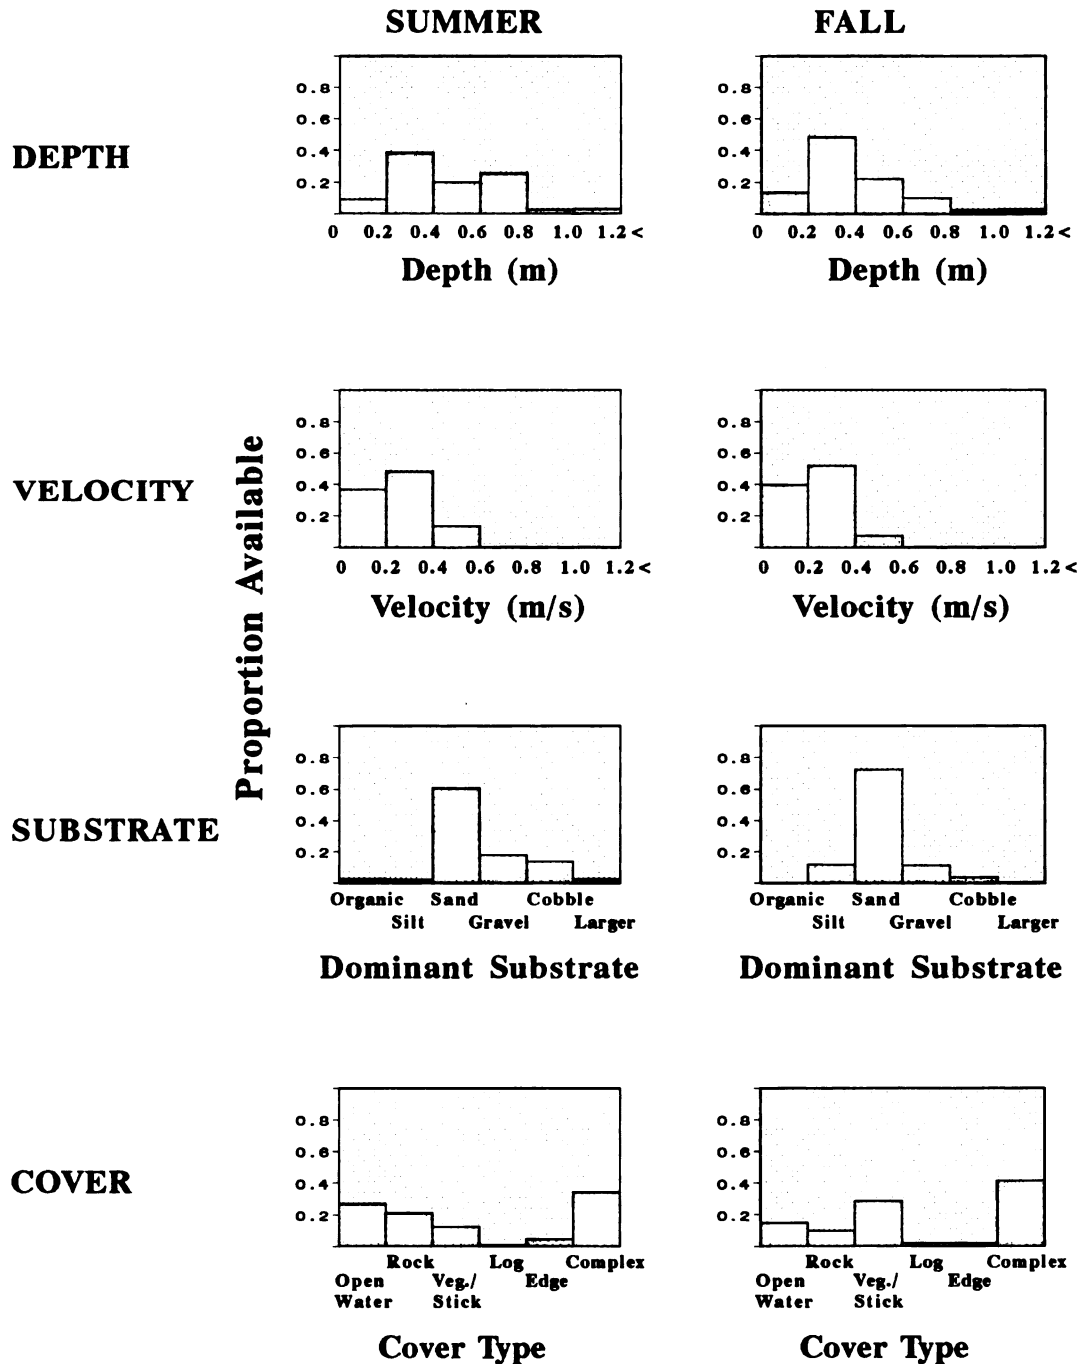 SUMMER FALL
DEPTH
0.8 0.8
0.6 0.6
0.4 0.4
0.2 0.2
0 0.2 0.4 0.6 0.8 1.0 1.2< 0 0.2 0.4 0.6 0.8 1.0 1.2<
Depth (m) Depth (m)
VELOCITY
Proportion Available
0.8 0.8
0.6 0.6
0.4 0.4
0.2 0.2
0 0.2 0.4 0.6 0.8 1.0 1.2< 0 0.2 0.4 0.6 0.8 1.0 1.2<
Velocity (m/s) Velocity (m/s)
SUBSTRATE
0.8 0.8
0.6 0.6
0.4 0.4
0.2 0.2
Organic Sand Cobble Organic Sand Cobble
Silt Gravel Larger Silt Gravel Larger
Dominant Substrate Dominant Substrate
COVER
0.8 0.8
0.6 0.6
0.4 0.4
0.2 0.2
Rock Log Complex Rock Log Complex
Open Veg./ Edge Open Veg./ Edge
Water Stick Water Stick
Cover Type Cover Type